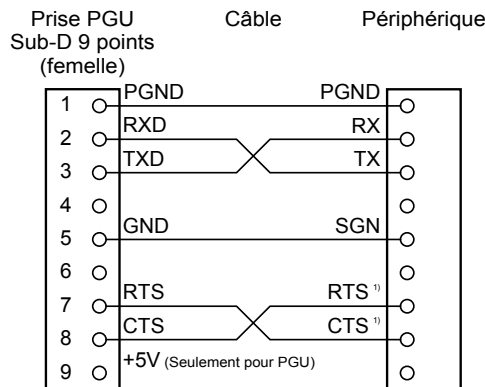 Prise PGU Câble Périphérique
Sub-D 9 points
(femelle)
1 PGND PGND
2 RXD RX
3 TXD TX
4
5 GND SGN
6
7 RTS RTS 1)
8 CTS CTS 1)
9 +5V (Seulement pour PGU)